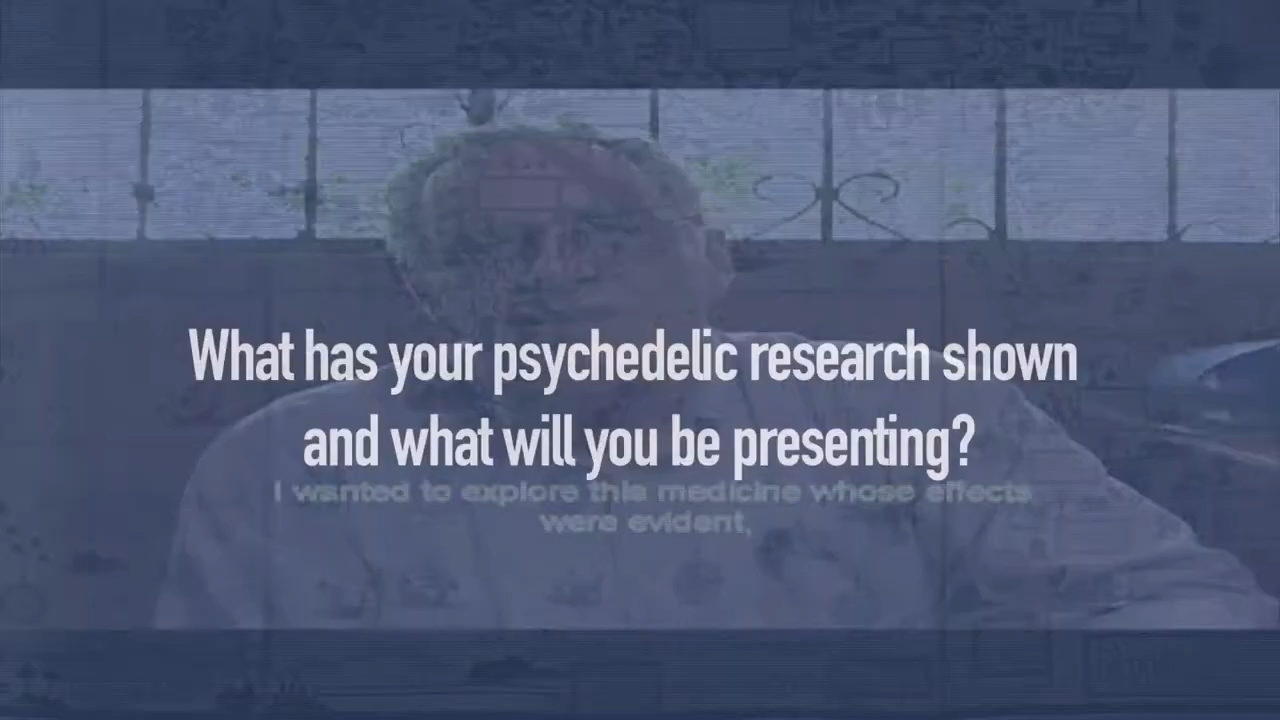 What has your psychedelic research shown
and what will you be presenting?
I wanted to explore this medicine whose effects
were evident,